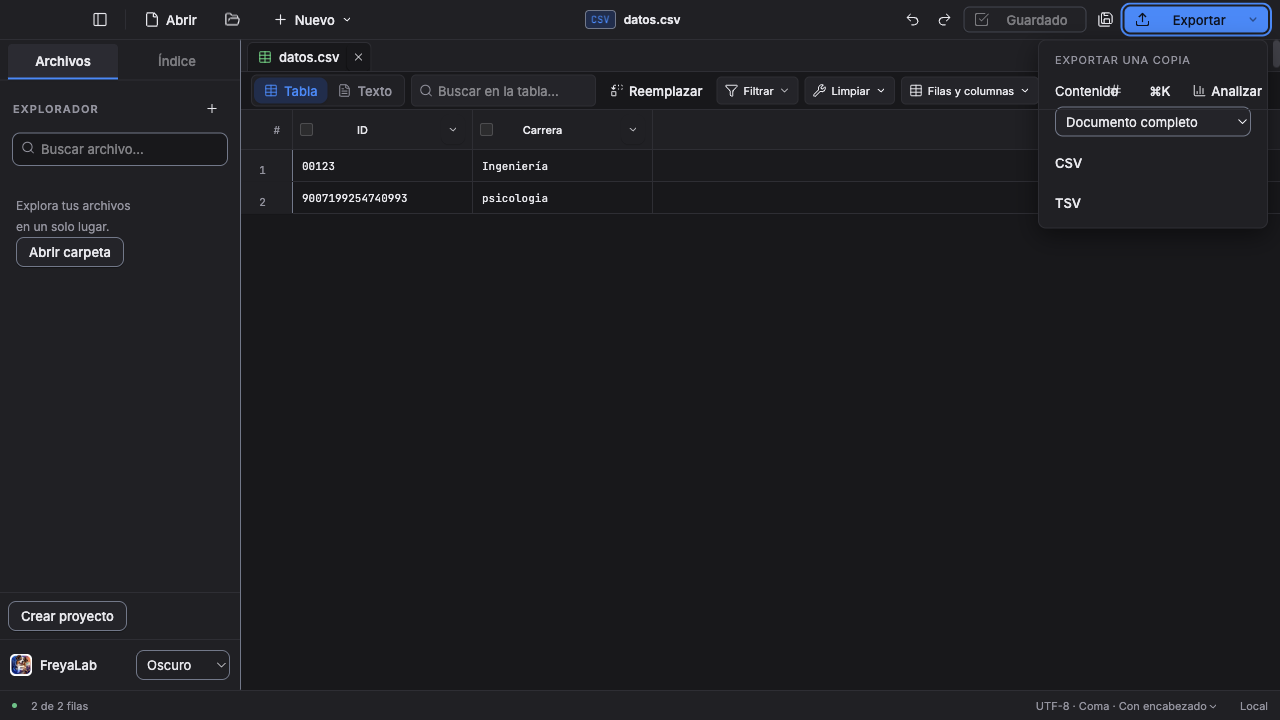 Abrir
Nuevo
CSV datos.csv
Guardado
Exportar
Archivos
Índice
datos.csv
EXPORTAR UNA COPIA
Tabla
Texto
Buscar en la tabla...
Reemplazar
Filtrar
Limpiar
Filas y columnas
Contenido
⌘K
Analizar
EXPLORADOR
Documento completo
# ID Carrera
Buscar archivo...
CSV
1 00123 Ingeniería
2 9007199254740993 psicologia
TSV
Explora tus archivos
en un solo lugar.
Abrir carpeta
Crear proyecto
FreyaLab
Oscuro
2 de 2 filas
UTF-8 · Coma · Con encabezado
Local